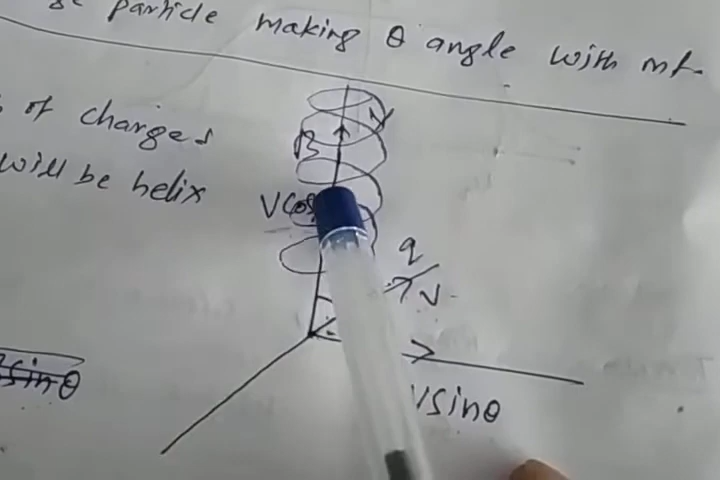 particle making θ angle with mf
of charges
will be helix
B
V
Vcos
q
V
Vsinθ
sinθ